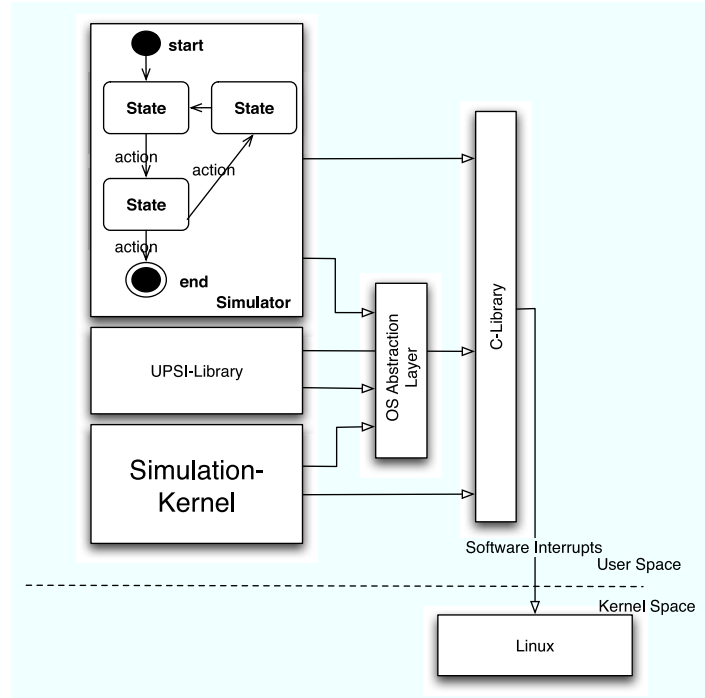 start
State
State
action
action
State
action
end
Simulator
UPSI-Library
OS Abstraction
Layer
C-Library
Simulation-
Kernel
Software Interrupts
User Space
Kernel Space
Linux